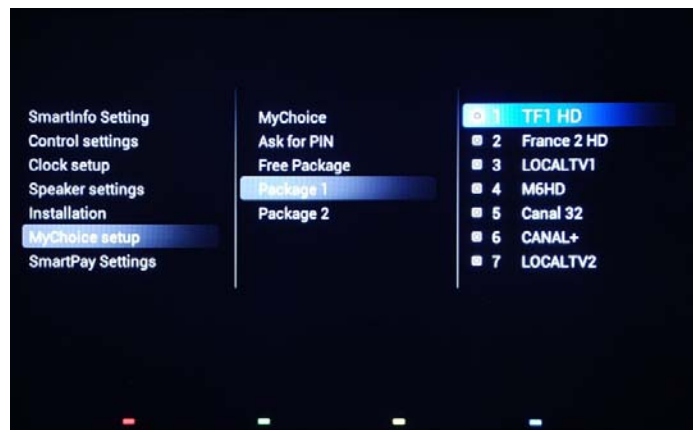 SmartInfo Setting
Control settings
Clock setup
Speaker settings
Installation
MyChoice setup
SmartPay Settings
MyChoice
Ask for PIN
Free Package
Package 1
Package 2
1 TF1 HD
2 France 2 HD
3 LOCALTV1
4 M6HD
5 Canal 32
6 CANAL+
7 LOCALTV2